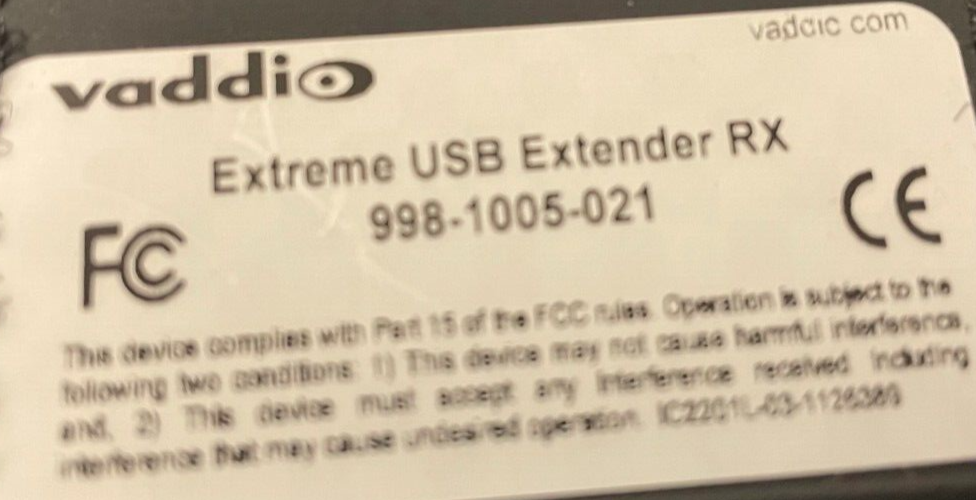 vaddio.com
vaddio
Extreme USB Extender RX
998-1005-021
FC CE
This device complies with Part 15 of the FCC rules. Operation is subject to the
following two conditions: 1) This device may not cause harmful interference,
and, 2) This device must accept any interference received including
interference that may cause undesired operation.